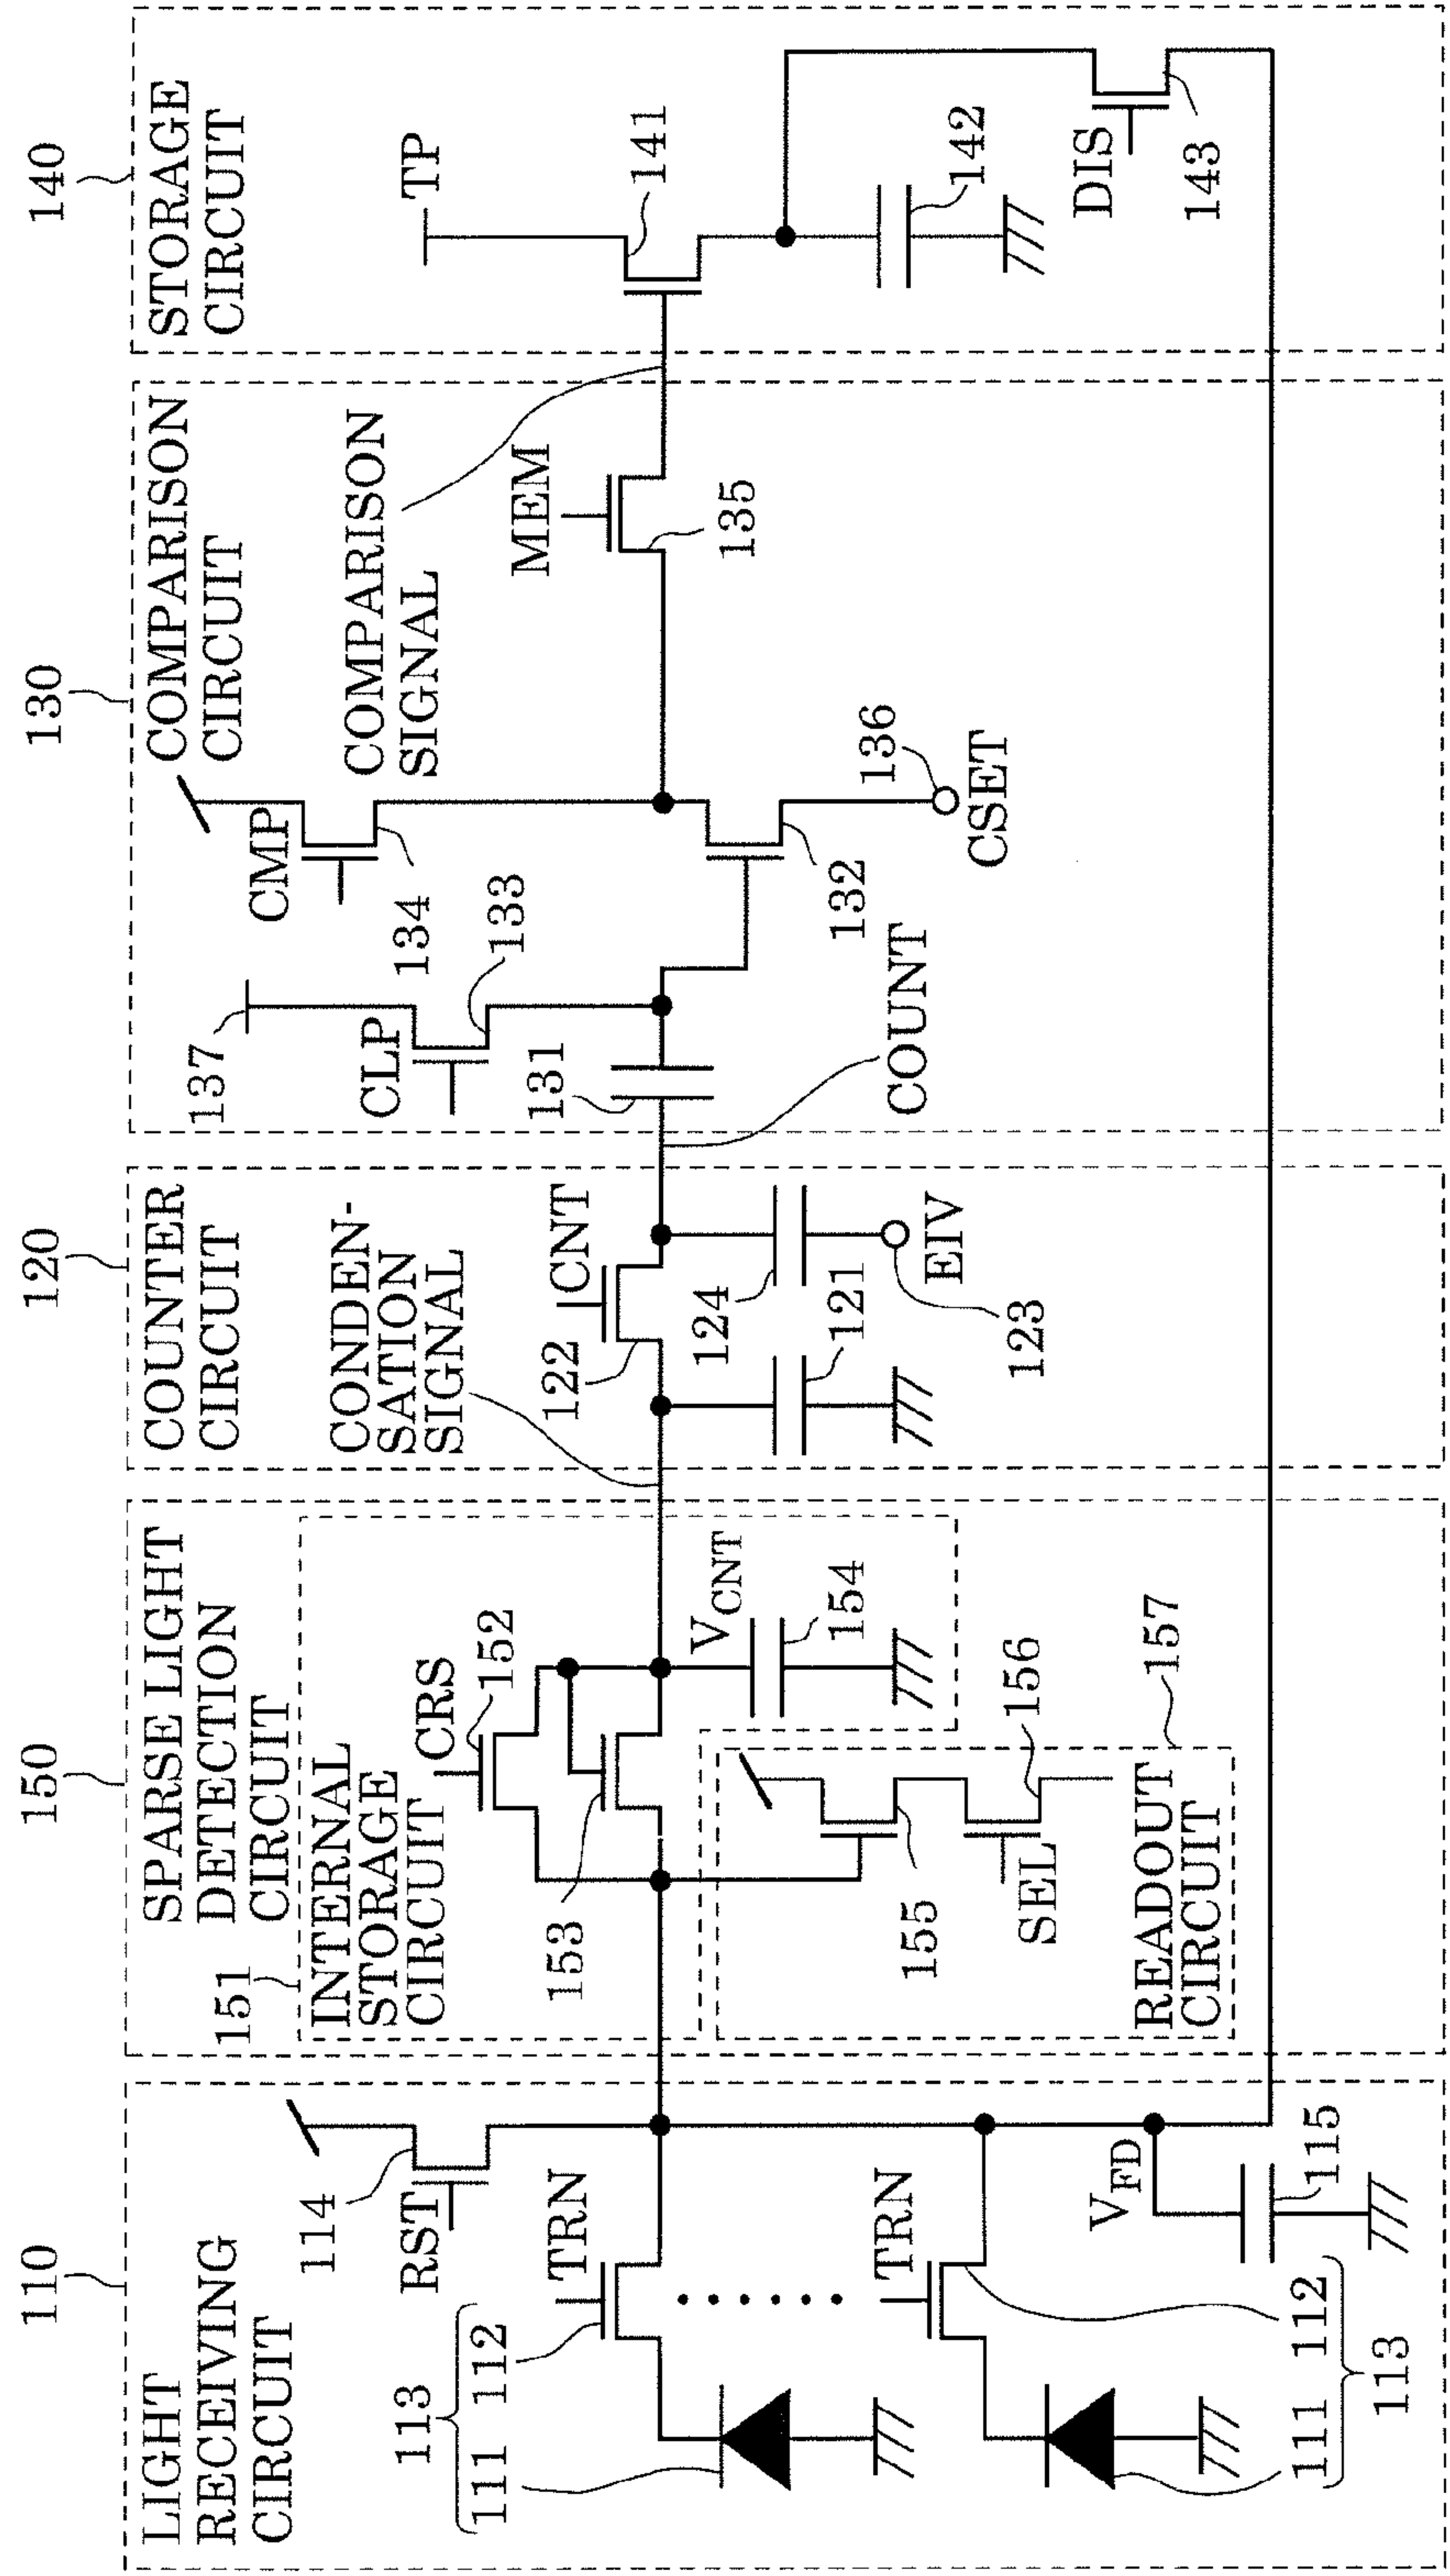 110
LIGHT
RECEIVING
CIRCUIT
114
RST
113
111 112
TRN
TRN
V_FD
115
111 112
113
150
SPARSE LIGHT
DETECTION
CIRCUIT
151
INTERNAL
STORAGE
CIRCUIT
CRS
152
153
V_CNT
154
155
156
SEL
157
READOUT
CIRCUIT
120
COUNTER
CIRCUIT
CONDEN-
SATION
SIGNAL
122
CNT
124
121
EIV
123
130
COMPARISON
CIRCUIT
137
CLP
133
CMP
134
131
132
COUNT
136
CSET
COMPARISON
SIGNAL
MEM
135
140
STORAGE
CIRCUIT
TP
141
142
DIS
143